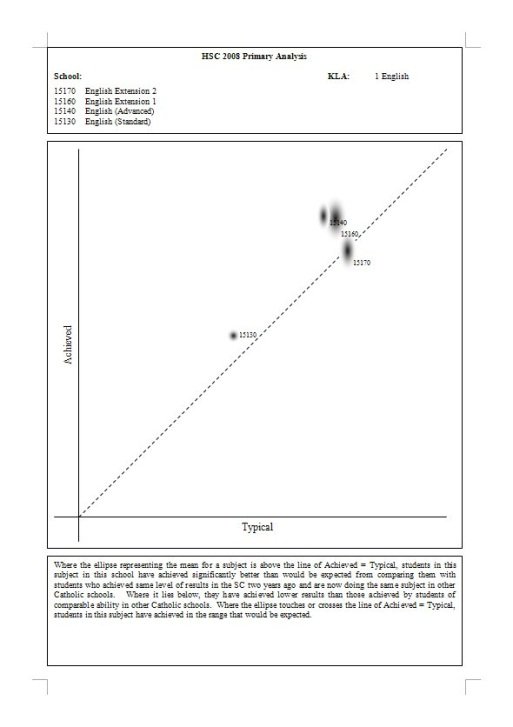 HSC 2008 Primary Analysis
School:
KLA: 1 English
15170 English Extension 2
15160 English Extension 1
15140 English (Advanced)
15130 English (Standard)
15140
15160
15170
15130
Achieved
Typical
Where the ellipse representing the mean for a subject is above the line of Achieved = Typical, students in this
subject in this school have achieved significantly better than would be expected from comparing them with
students who achieved same level of results in the SC two years ago and are now doing the same subject in other
Catholic schools. Where it lies below, they have achieved lower results than those achieved by students of
comparable ability in other Catholic schools. Where the ellipse touches or crosses the line of Achieved = Typical,
students in this subject have achieved in the range that would be expected.